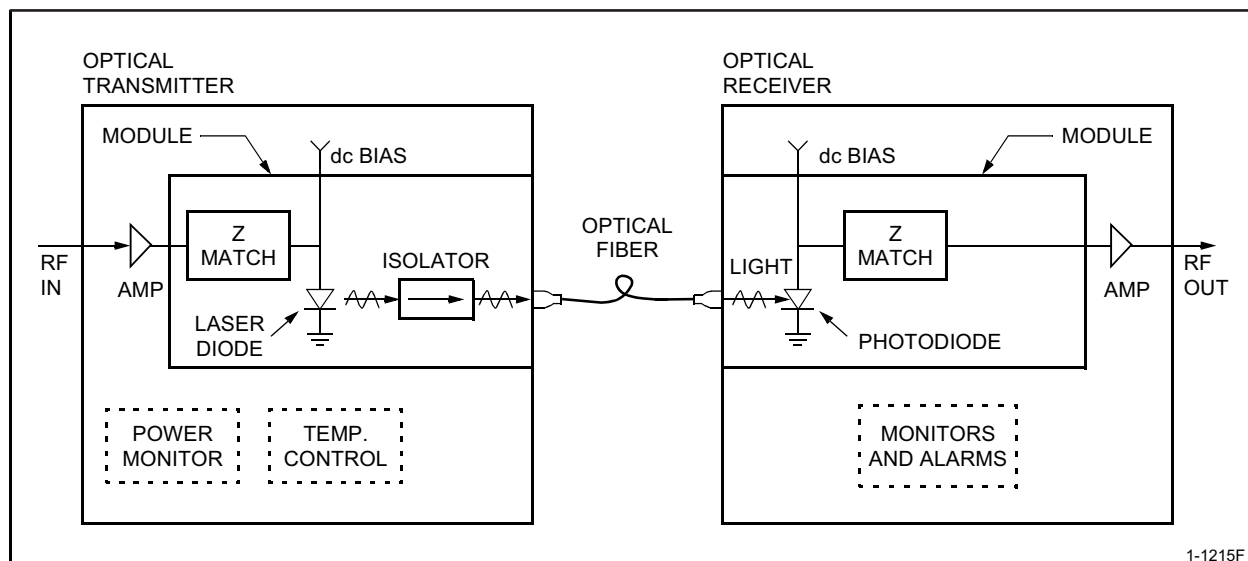 OPTICAL
TRANSMITTER
MODULE
dc BIAS
Z
MATCH
RF
IN
AMP
ISOLATOR
LASER
DIODE
POWER
MONITOR
TEMP.
CONTROL
OPTICAL
FIBER
OPTICAL
RECEIVER
MODULE
dc BIAS
Z
MATCH
LIGHT
PHOTODIODE
AMP
RF
OUT
MONITORS
AND ALARMS
1-1215F